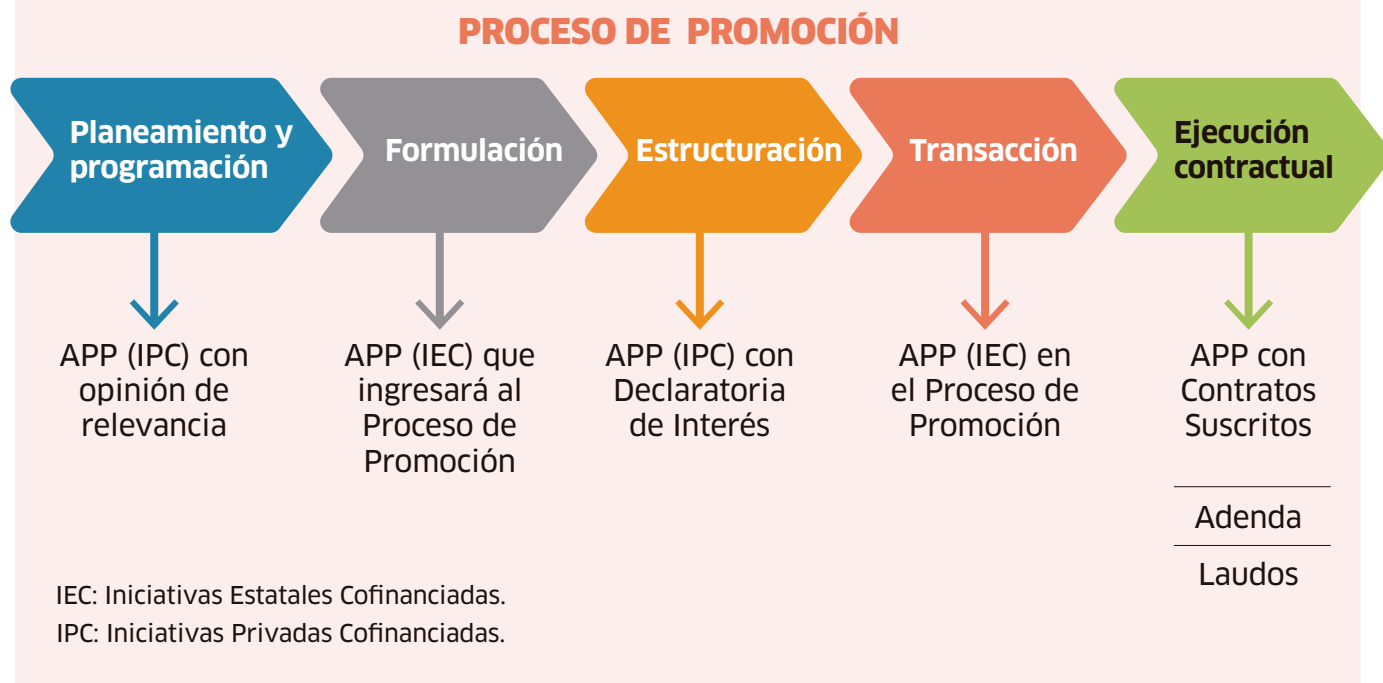 PROCESO DE PROMOCIÓN
Planeamiento y
programación
Formulación
Estructuración
Transacción
Ejecución
contractual
APP (IPC) con
opinión de
relevancia
APP (IEC) que
ingresará al
Proceso de
Promoción
APP (IPC) con
Declaratoria
de Interés
APP (IEC) en
el Proceso de
Promoción
APP con
Contratos
Suscritos
Adenda
Laudos
IEC: Iniciativas Estatales Cofinanciadas.
IPC: Iniciativas Privadas Cofinanciadas.